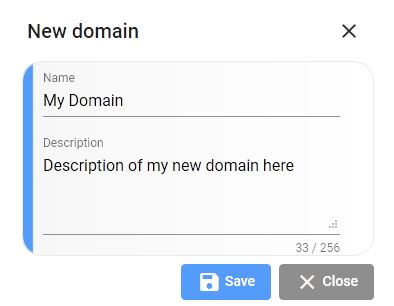 New domain
Name
My Domain
Description
Description of my new domain here
33 / 256
Save
Close